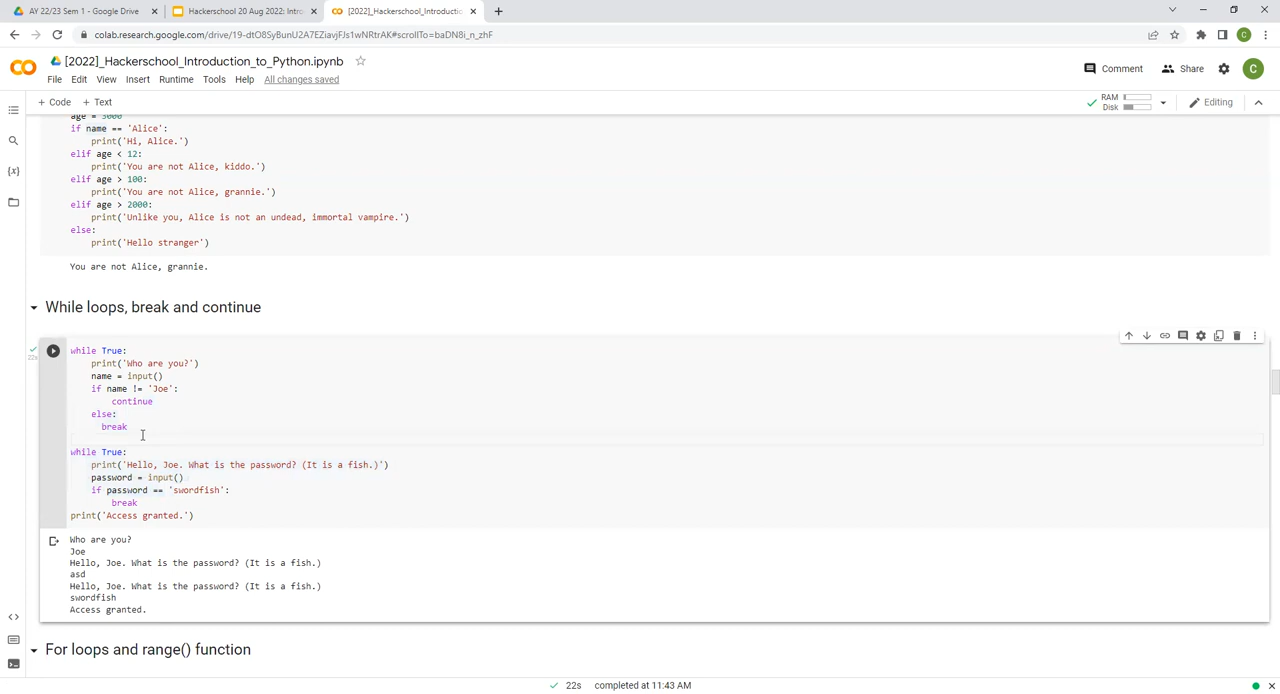 AY 22/23 Sem 1 - Google Drive
Hackerschool 20 Aug 2022: Intro
[2022]_Hackerschool_Introductio
colab.research.google.com/drive/19-dtO8SyBunU2A7EZiavjFJs1wNRtrAK#scrollTo=baDN8i_n_zhF
[2022]_Hackerschool_Introduction_to_Python.ipynb
File Edit View Insert Runtime Tools Help All changes saved
Comment Share C
+ Code + Text
RAM
Disk
Editing
age = 3000
if name == 'Alice':
print('Hi, Alice.')
elif age < 12:
print('You are not Alice, kiddo.')
elif age > 100:
print('You are not Alice, grannie.')
elif age > 2000:
print('Unlike you, Alice is not an undead, immortal vampire.')
else:
print('Hello stranger')
You are not Alice, grannie.
While loops, break and continue
22s
while True:
print('Who are you?')
name = input()
if name != 'Joe':
continue
else:
break
while True:
print('Hello, Joe. What is the password? (It is a fish.)')
password = input()
if password == 'swordfish':
break
print('Access granted.')
Who are you?
Joe
Hello, Joe. What is the password? (It is a fish.)
asd
Hello, Joe. What is the password? (It is a fish.)
swordfish
Access granted.
For loops and range() function
22s completed at 11:43 AM